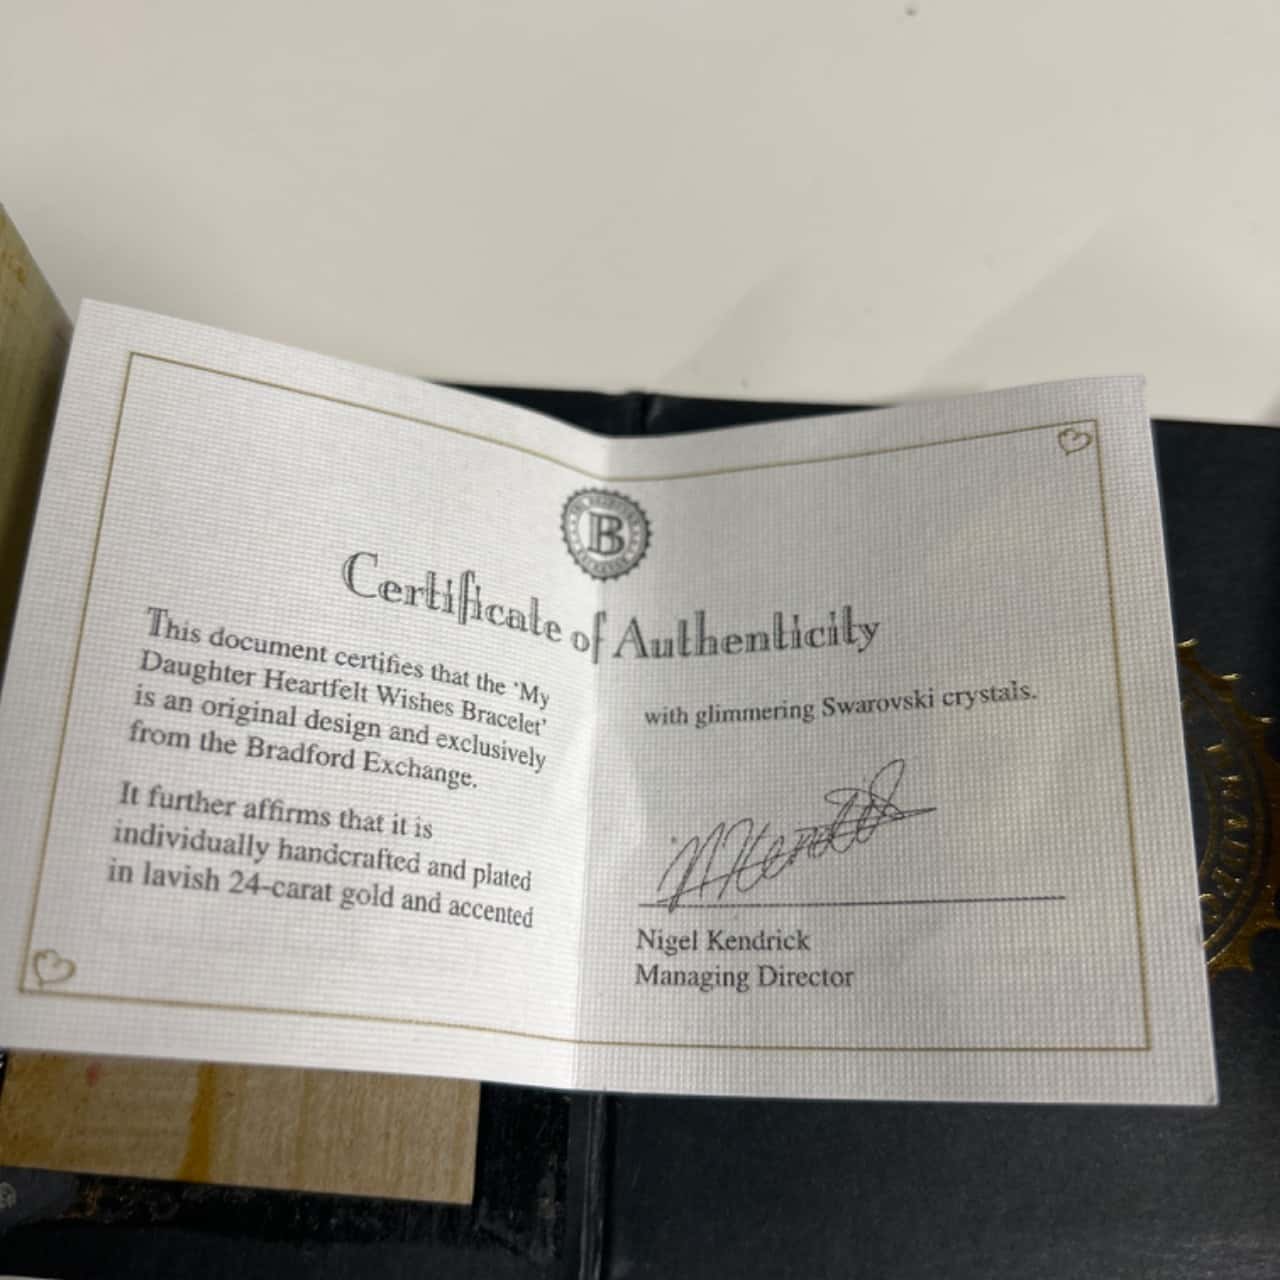 B
Certificate of Authenticity
This document certifies that the 'My
Daughter Heartfelt Wishes Bracelet'
is an original design and exclusively
from the Bradford Exchange.
It further affirms that it is
individually handcrafted and plated
in lavish 24-carat gold and accented
with glimmering Swarovski crystals.
Nigel Kendrick
Managing Director